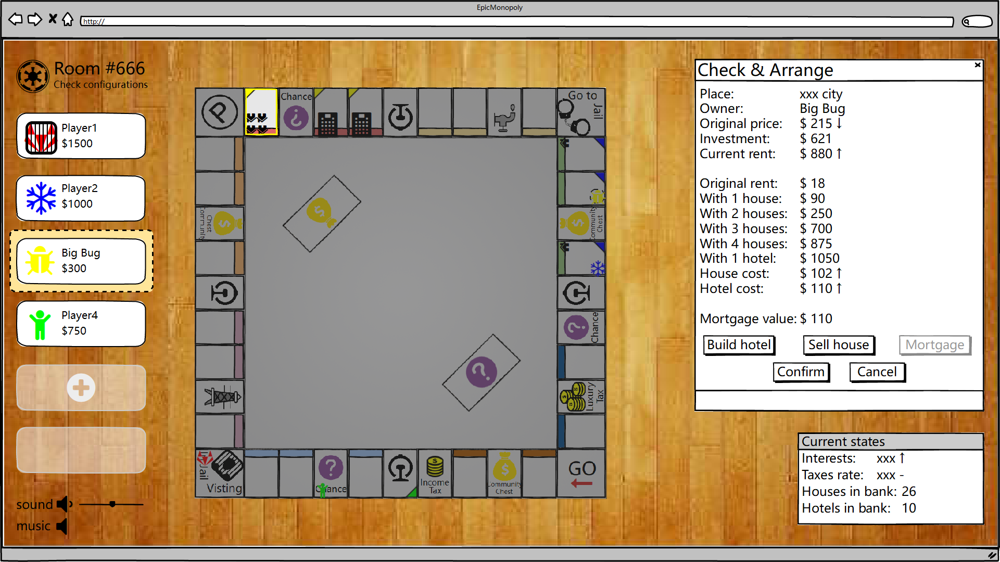 EpicMonopoly
http://
Room #666
Check configurations
Player1
$1500
Player2
$1000
Big Bug
$300
Player4
$750
sound
music
Chance
Go to
Jail
Community
Chest
Community
Chest
Chance
Luxury
Tax
Jail
Visting
Chance
Income
Tax
Community
Chest
GO
Check & Arrange
Place: xxx city
Owner: Big Bug
Original price: $ 215 ↓
Investment: $ 621
Current rent: $ 880 ↑
Original rent: $ 18
With 1 house: $ 90
With 2 houses: $ 250
With 3 houses: $ 700
With 4 houses: $ 875
With 1 hotel: $ 1050
House cost: $ 102 ↑
Hotel cost: $ 110 ↑
Mortgage value: $ 110
Build hotel Sell house Mortgage
Confirm Cancel
Current states
Interests: xxx ↑
Taxes rate: xxx -
Houses in bank: 26
Hotels in bank: 10